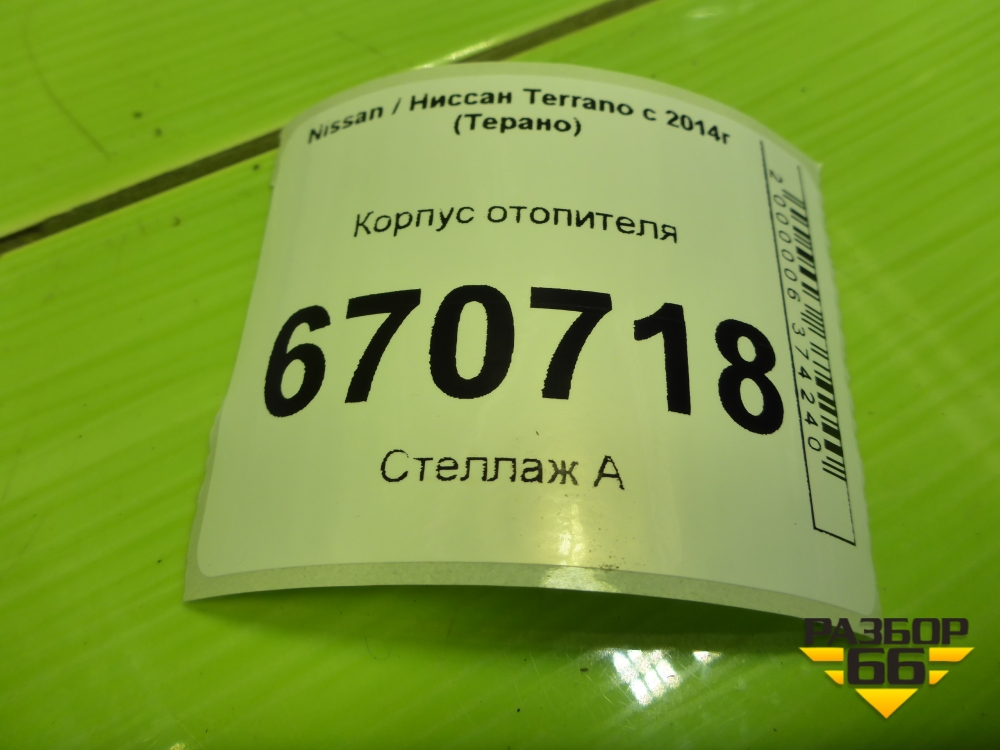 Nissan / Ниссан Terrano с 2014г
(Терано)
Корпус отопителя
670718
Стеллаж А
2000006374240
РАЗБОР
66